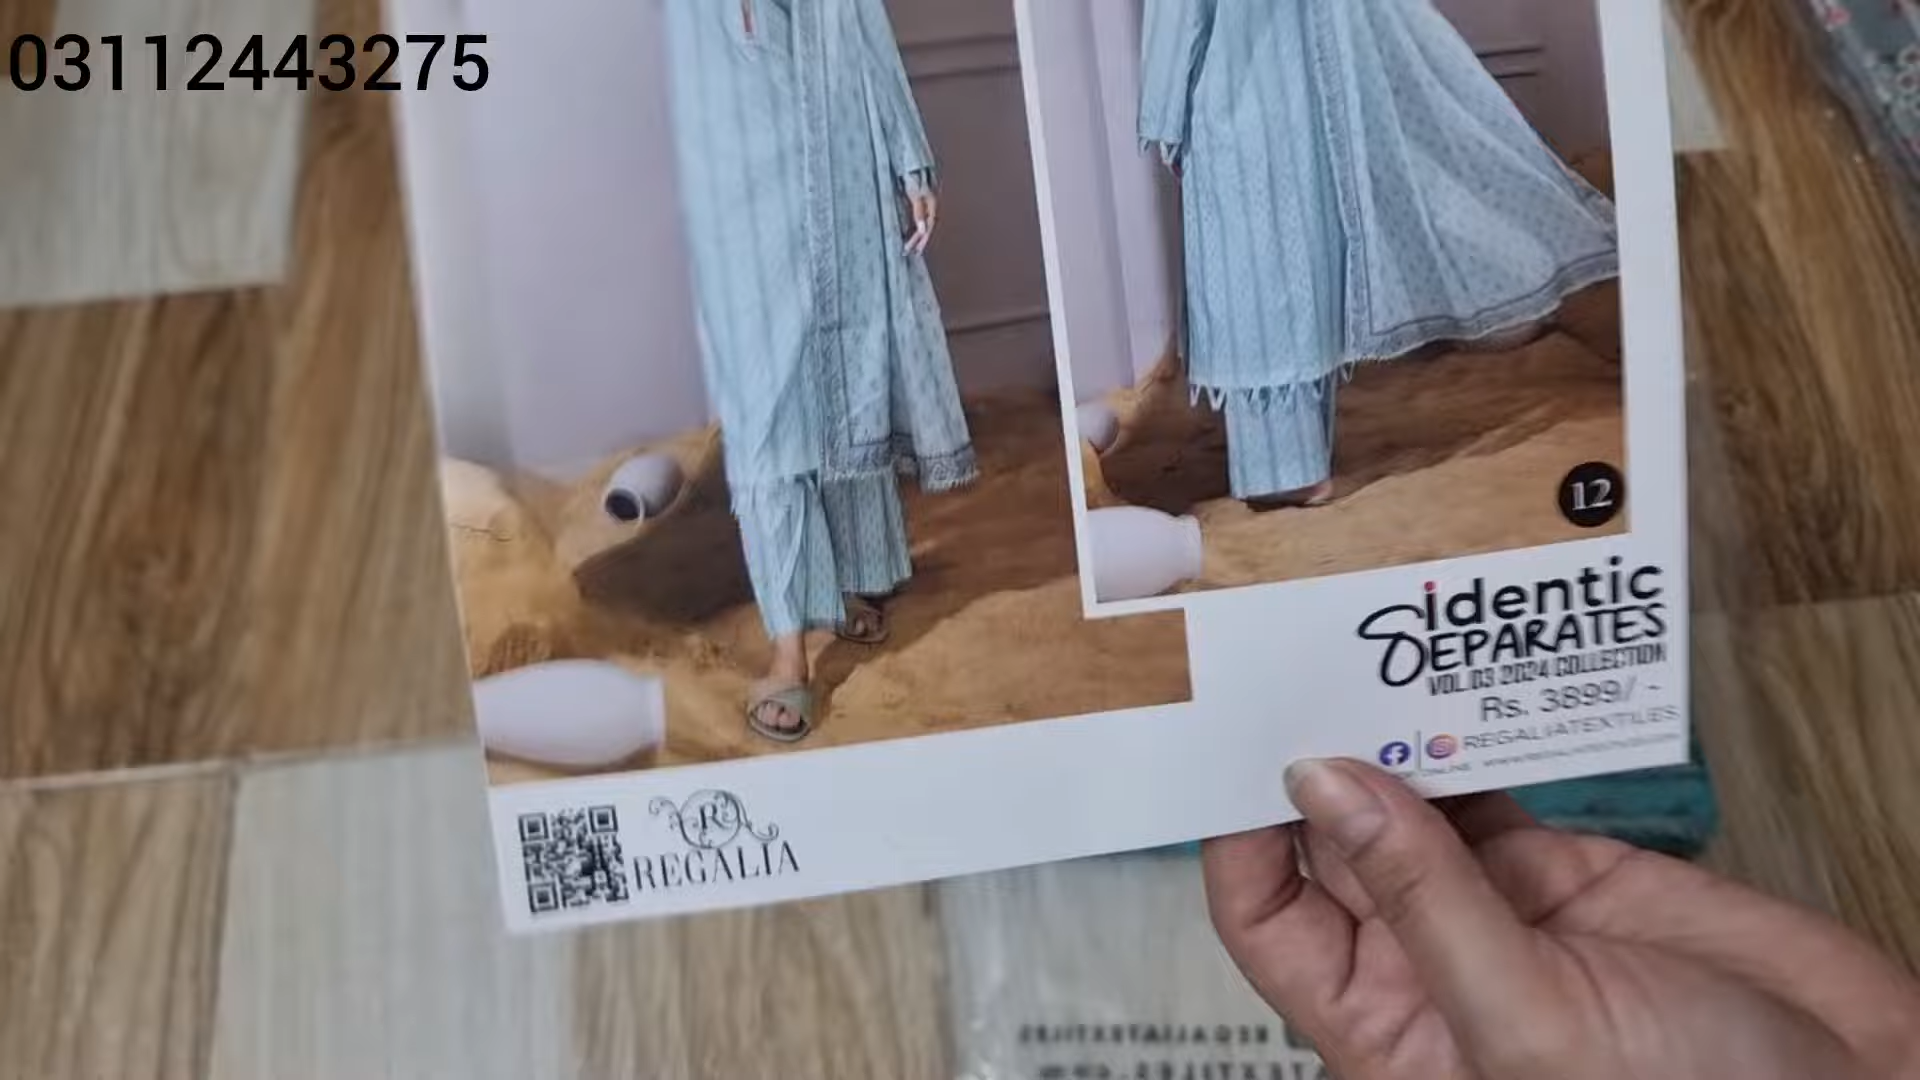 03112443275
12
identic
SEPARATES
VOL.03 2024 COLLECTION
Rs. 3899/-
REGALIATEXTILES
R
REGALIA